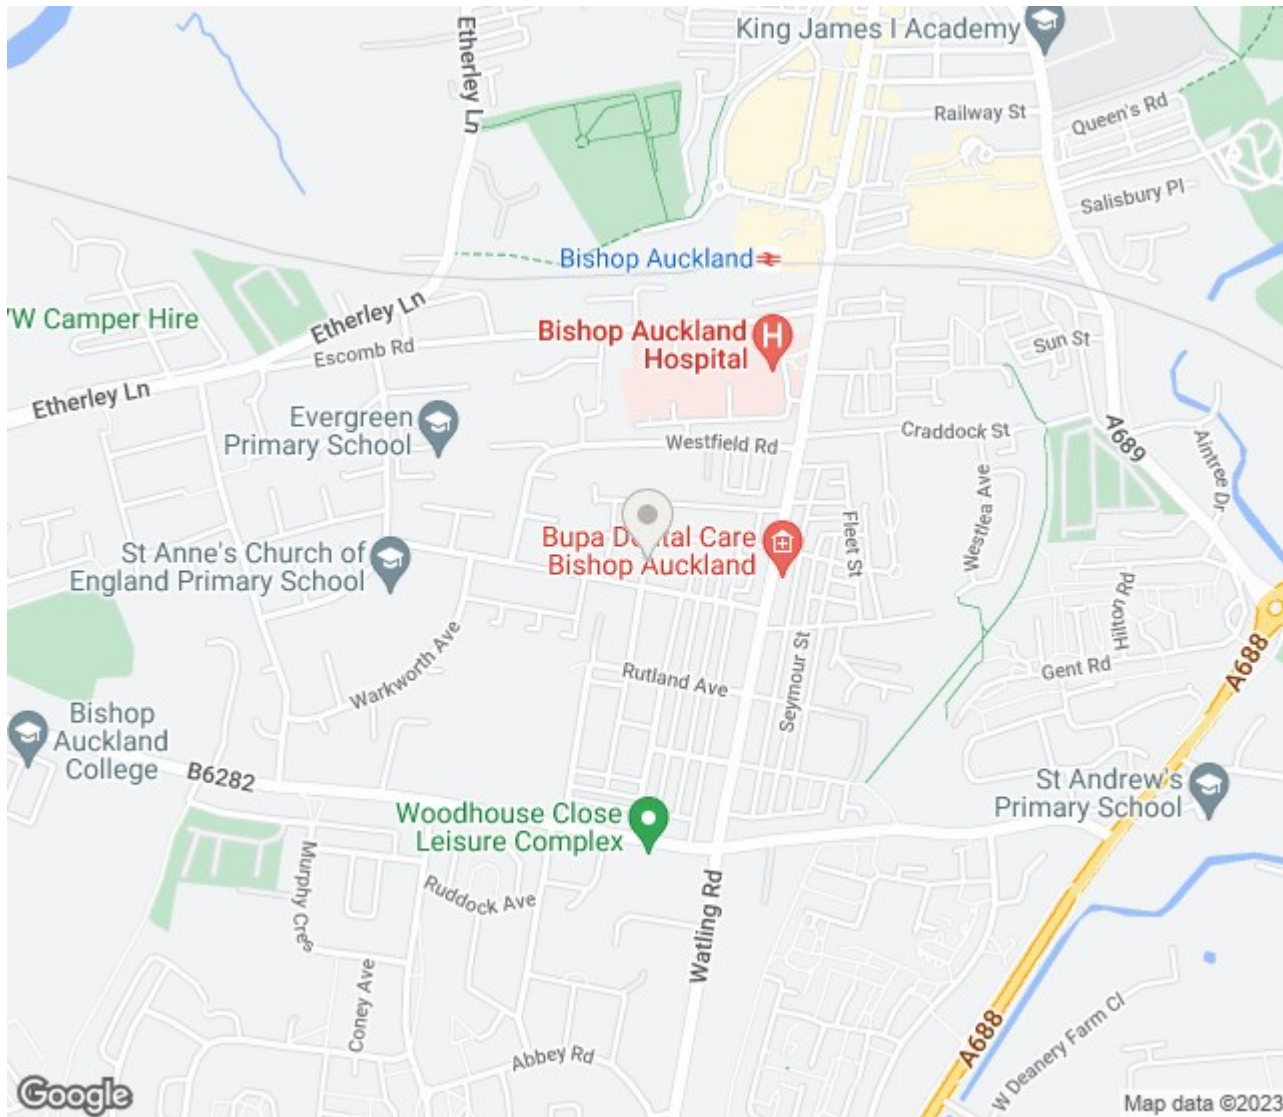 Etherley Ln
King James I Academy
Railway St
Queen's Rd
Salisbury Pl
Bishop Auckland
W Camper Hire
Etherley Ln
Escomb Rd
Bishop Auckland
Hospital
H
Sun St
Etherley Ln
Evergreen
Primary School
Westfield Rd
Craddock St
A689
Aintree Dr
Westlea Ave
Fleet St
St Anne's Church of
England Primary School
Bupa Dental Care
Bishop Auckland
Hilton Rd
Warkworth Ave
Rutland Ave
Seymour St
Gent Rd
A688
Bishop
Auckland
College
B6282
St Andrew's
Primary School
Woodhouse Close
Leisure Complex
Murphy Cres
Ruddock Ave
Watling Rd
Coney Ave
Abbey Rd
A688
W Deanery Farm Cl
Google
Map data ©2023